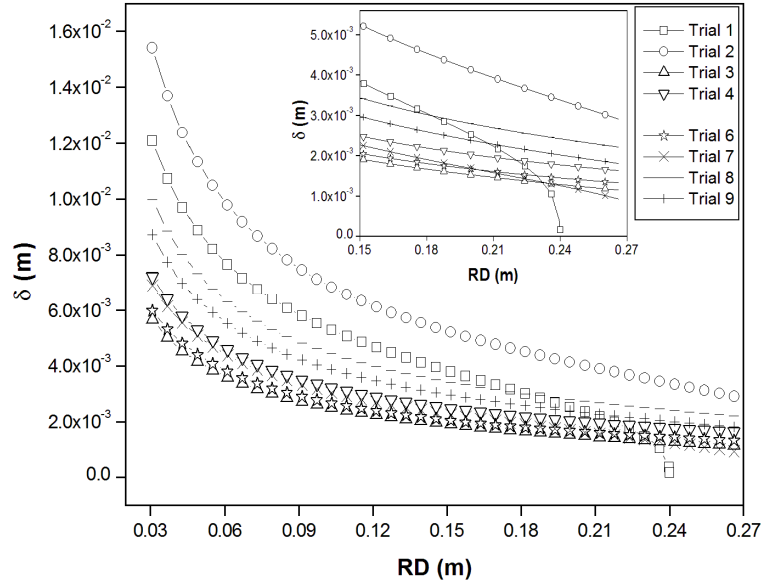 1.6x10⁻²
1.4x10⁻²
1.2x10⁻²
1.0x10⁻²
8.0x10⁻³
6.0x10⁻³
4.0x10⁻³
2.0x10⁻³
0.0
δ (m)
0.03 0.06 0.09 0.12 0.15 0.18 0.21 0.24 0.27
RD (m)
5.0x10⁻³
4.0x10⁻³
3.0x10⁻³
2.0x10⁻³
1.0x10⁻³
0.0
δ (m)
0.15 0.18 0.21 0.24 0.27
RD (m)
Trial 1
Trial 2
Trial 3
Trial 4
Trial 6
Trial 7
Trial 8
Trial 9